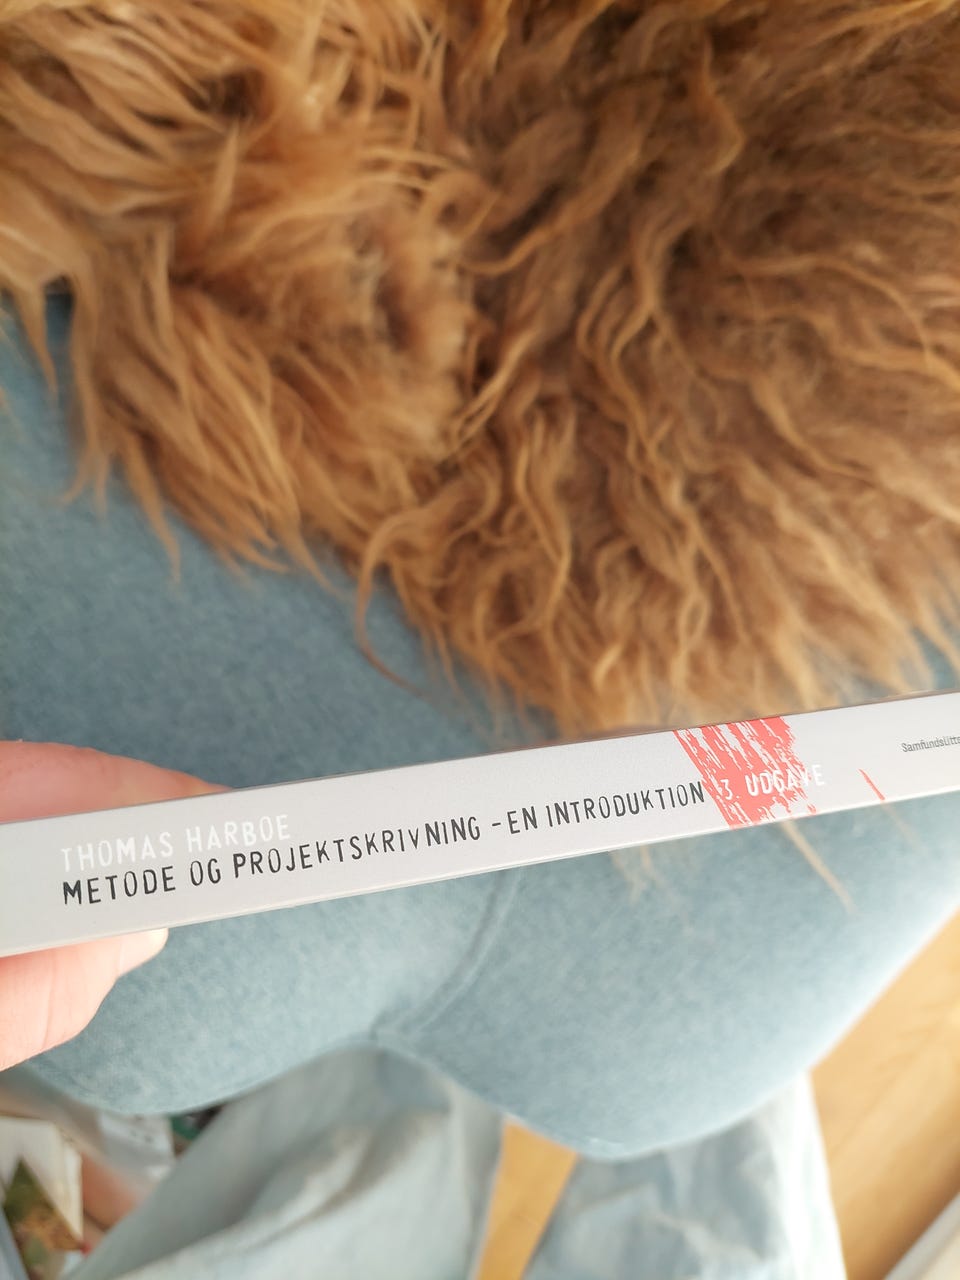 THOMAS HARBOE
METODE OG PROJEKTSKRIVNING - EN INTRODUKTION 3. UDGAVE